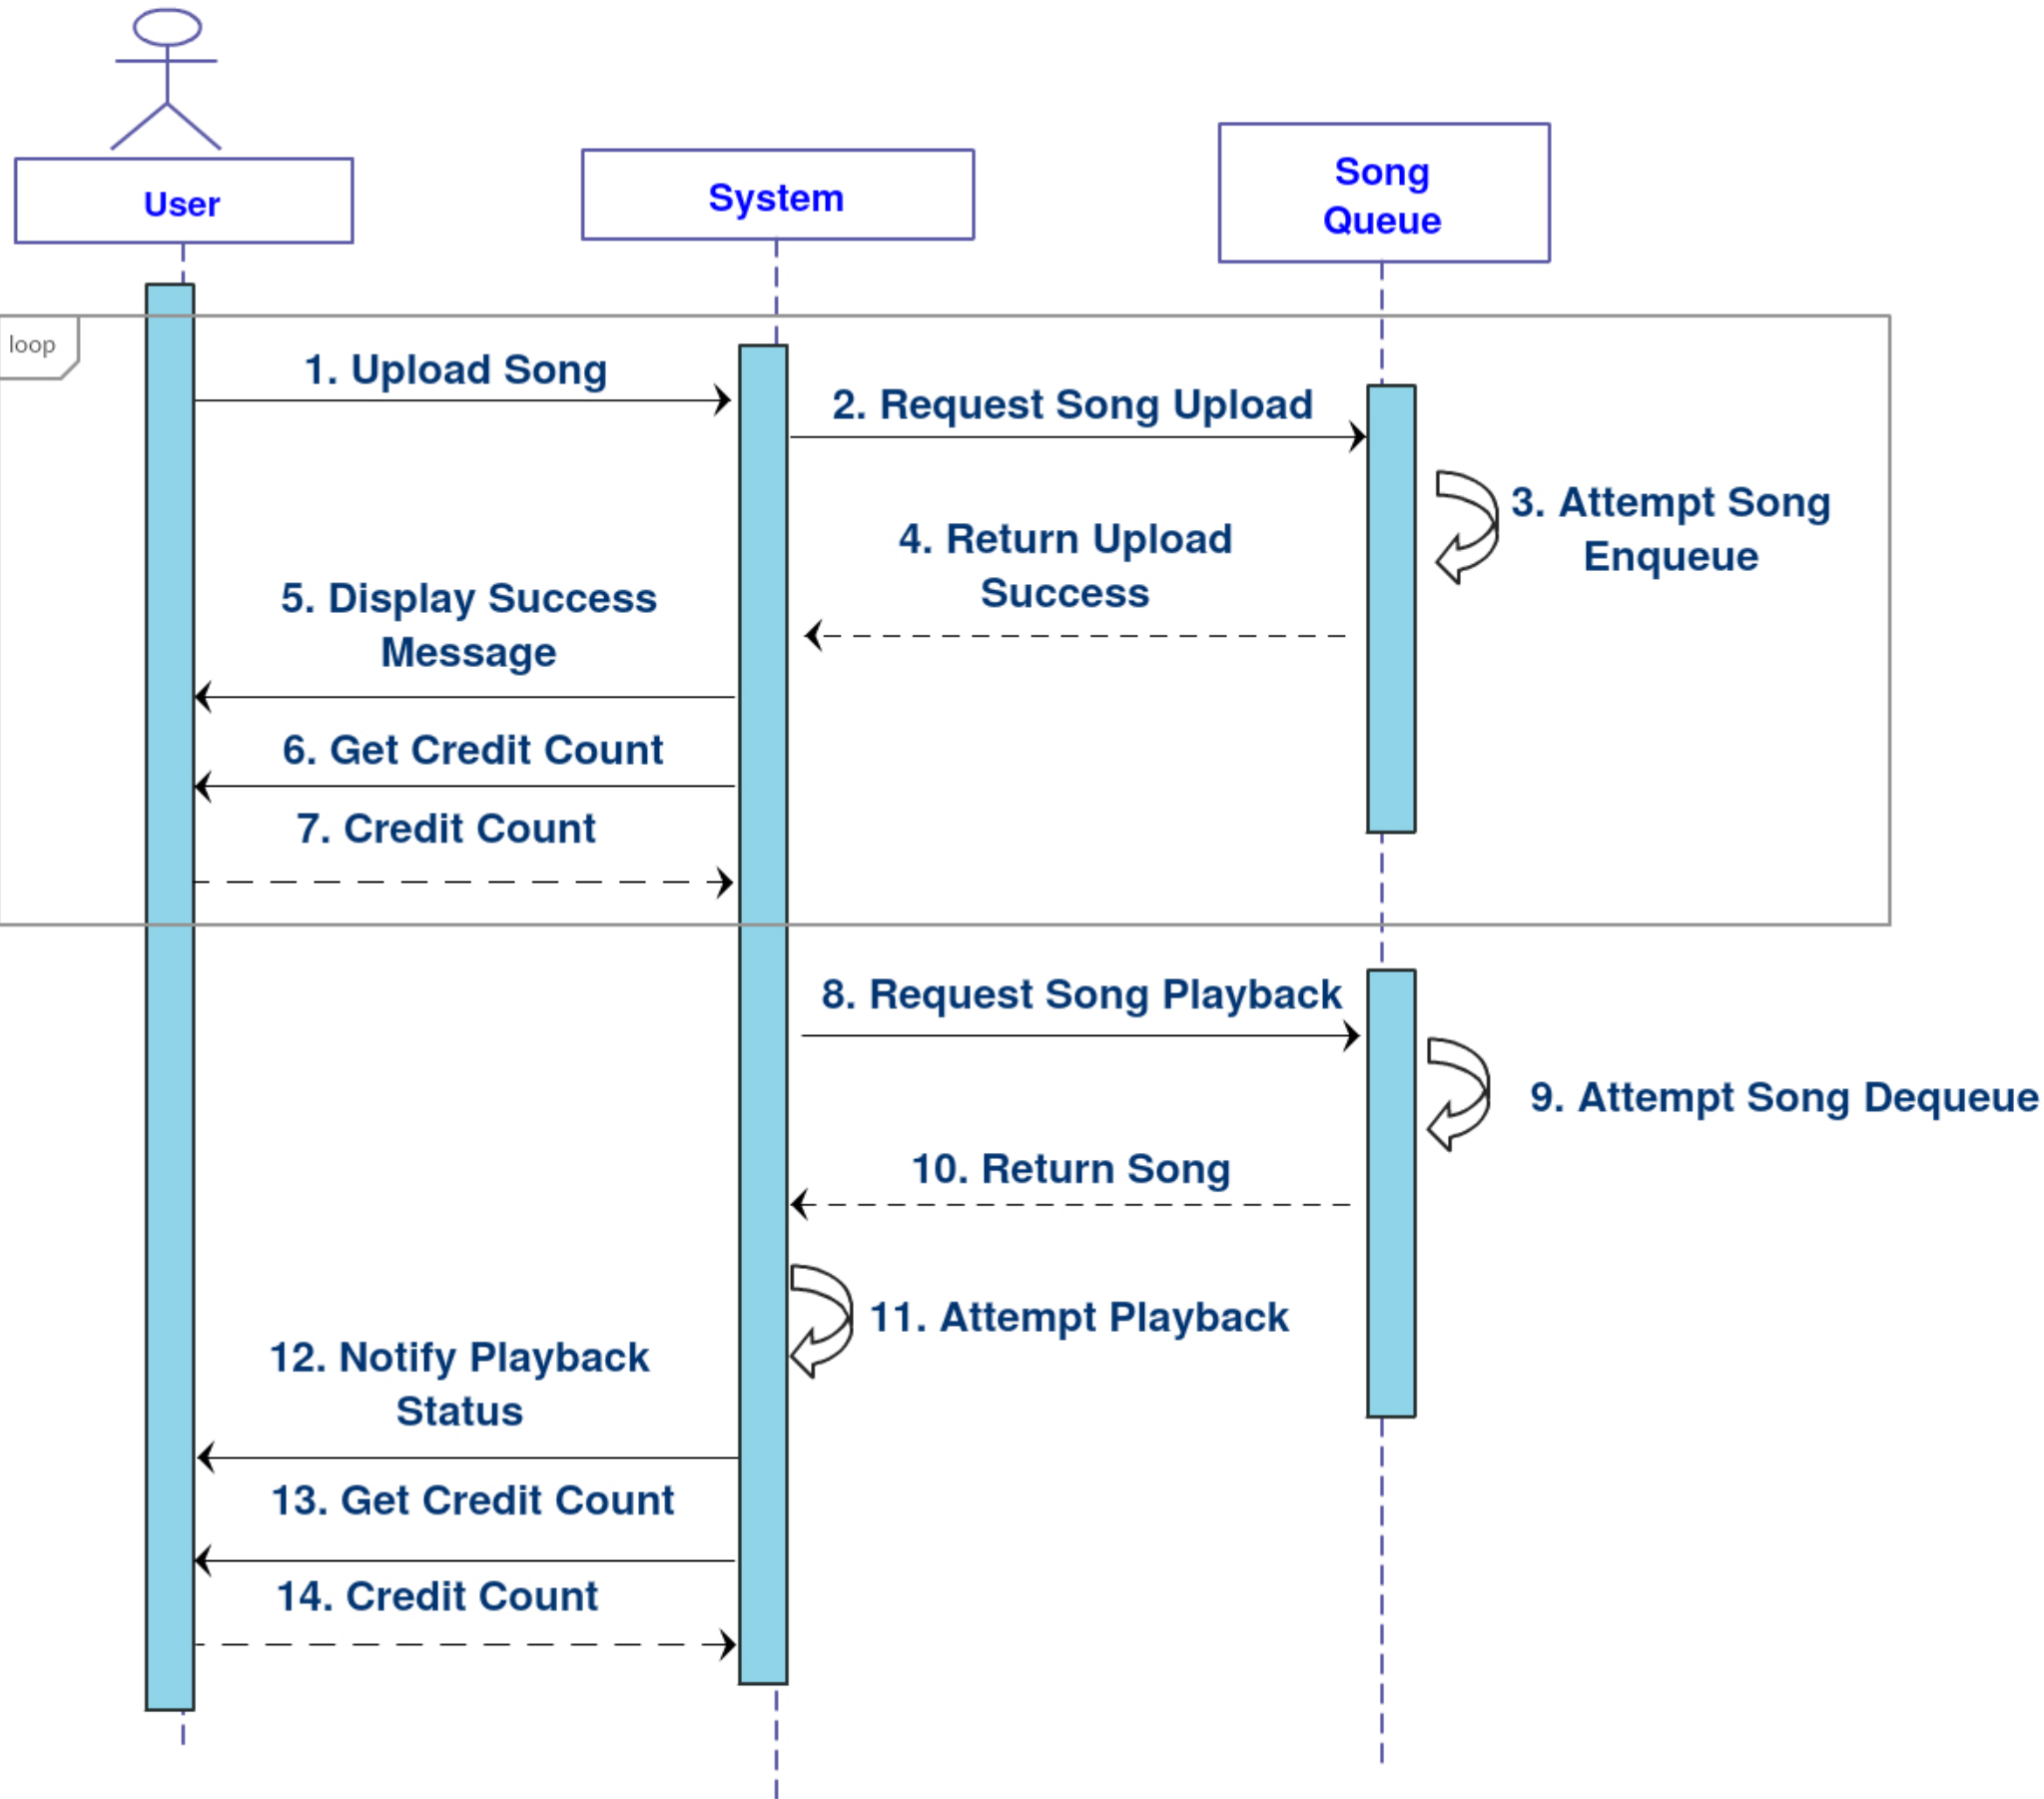 User
System
Song
Queue
loop
1. Upload Song
2. Request Song Upload
3. Attempt Song
Enqueue
4. Return Upload
Success
5. Display Success
Message
6. Get Credit Count
7. Credit Count
8. Request Song Playback
9. Attempt Song Dequeue
10. Return Song
11. Attempt Playback
12. Notify Playback
Status
13. Get Credit Count
14. Credit Count